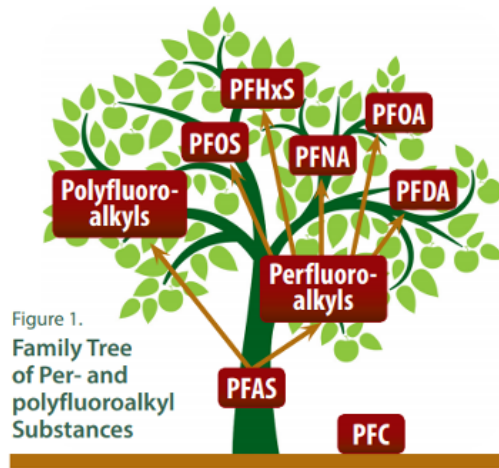 PFHxS
PFOA
PFOS
PFNA
Polyfluoro-
alkyls
PFDA
Perfluoro-
alkyls
Figure 1.
Family Tree
of Per- and
polyfluoroalkyl
Substances
PFAS
PFC